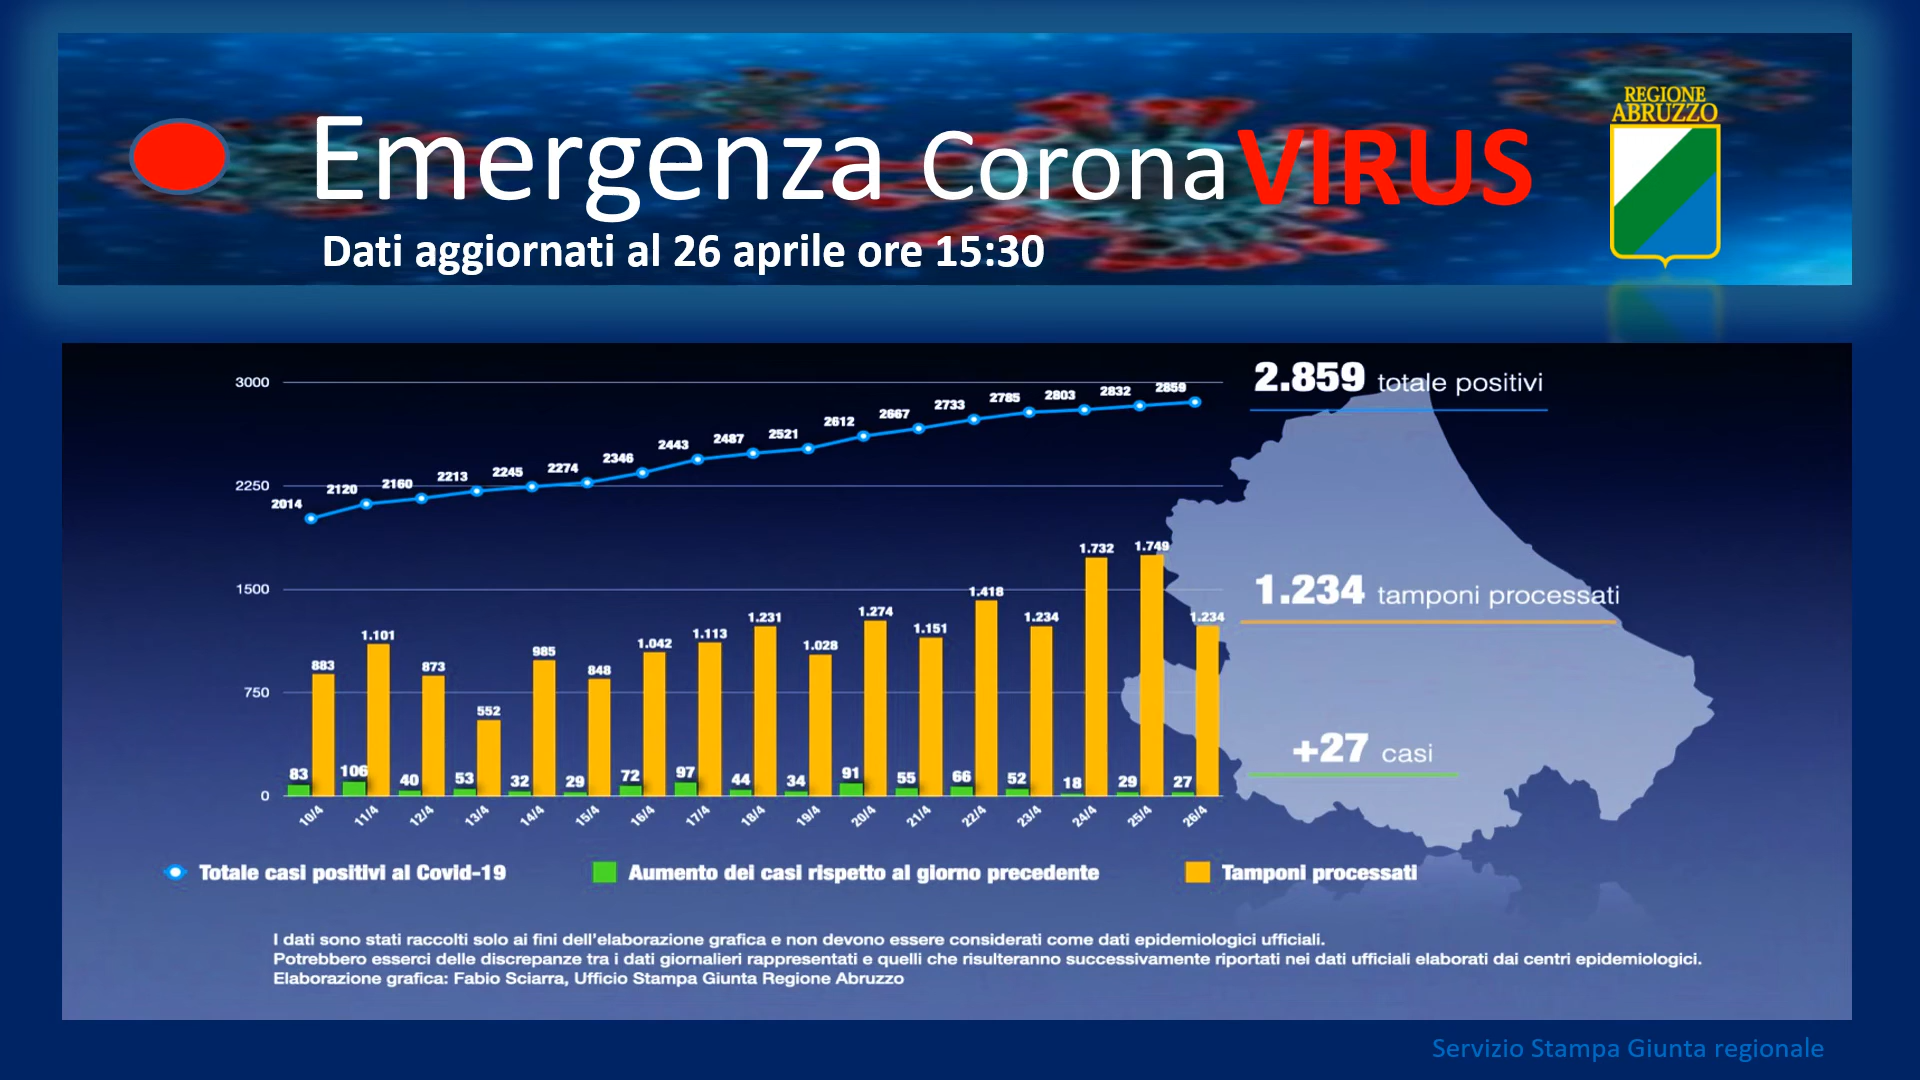 REGIONE
ABRUZZO
Emergenza CoronaVIRUS
Dati aggiornati al 26 aprile ore 15:30
3000
2250
1500
750
0
2014 2120 2160 2213 2245 2274 2346 2443 2487 2521 2612 2667 2733 2785 2803 2832 2859
883 1.101 873 552 985 848 1.042 1.113 1.231 1.028 1.274 1.151 1.418 1.234 1.732 1.749 1.234
83 106 40 53 32 29 72 97 44 34 91 55 66 52 18 29 27
10/4 11/4 12/4 13/4 14/4 15/4 16/4 17/4 18/4 19/4 20/4 21/4 22/4 23/4 24/4 25/4 26/4
2.859 totale positivi
1.234 tamponi processati
+27 casi
Totale casi positivi al Covid-19
Aumento dei casi rispetto al giorno precedente
Tamponi processati
I dati sono stati raccolti solo ai fini dell'elaborazione grafica e non devono essere considerati come dati epidemiologici ufficiali.
Potrebbero esserci delle discrepanze tra i dati giornalieri rappresentati e quelli che risulteranno successivamente riportati nei dati ufficiali elaborati dai centri epidemiologici.
Elaborazione grafica: Fabio Sciarra, Ufficio Stampa Giunta Regione Abruzzo
Servizio Stampa Giunta regionale